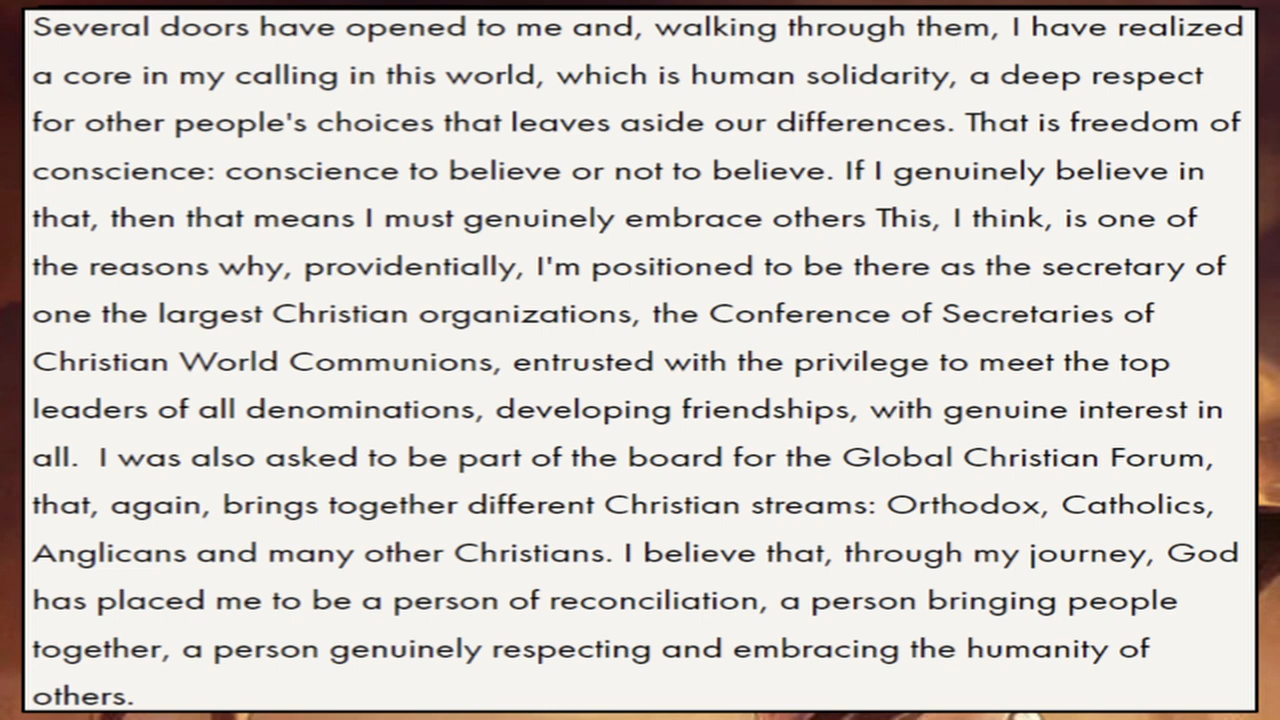 Several doors have opened to me and, walking through them, I have realized
a core in my calling in this world, which is human solidarity, a deep respect
for other people's choices that leaves aside our differences. That is freedom of
conscience: conscience to believe or not to believe. If I genuinely believe in
that, then that means I must genuinely embrace others This, I think, is one of
the reasons why, providentially, I'm positioned to be there as the secretary of
one the largest Christian organizations, the Conference of Secretaries of
Christian World Communions, entrusted with the privilege to meet the top
leaders of all denominations, developing friendships, with genuine interest in
all.  I was also asked to be part of the board for the Global Christian Forum,
that, again, brings together different Christian streams: Orthodox, Catholics,
Anglicans and many other Christians. I believe that, through my journey, God
has placed me to be a person of reconciliation, a person bringing people
together, a person genuinely respecting and embracing the humanity of
others.